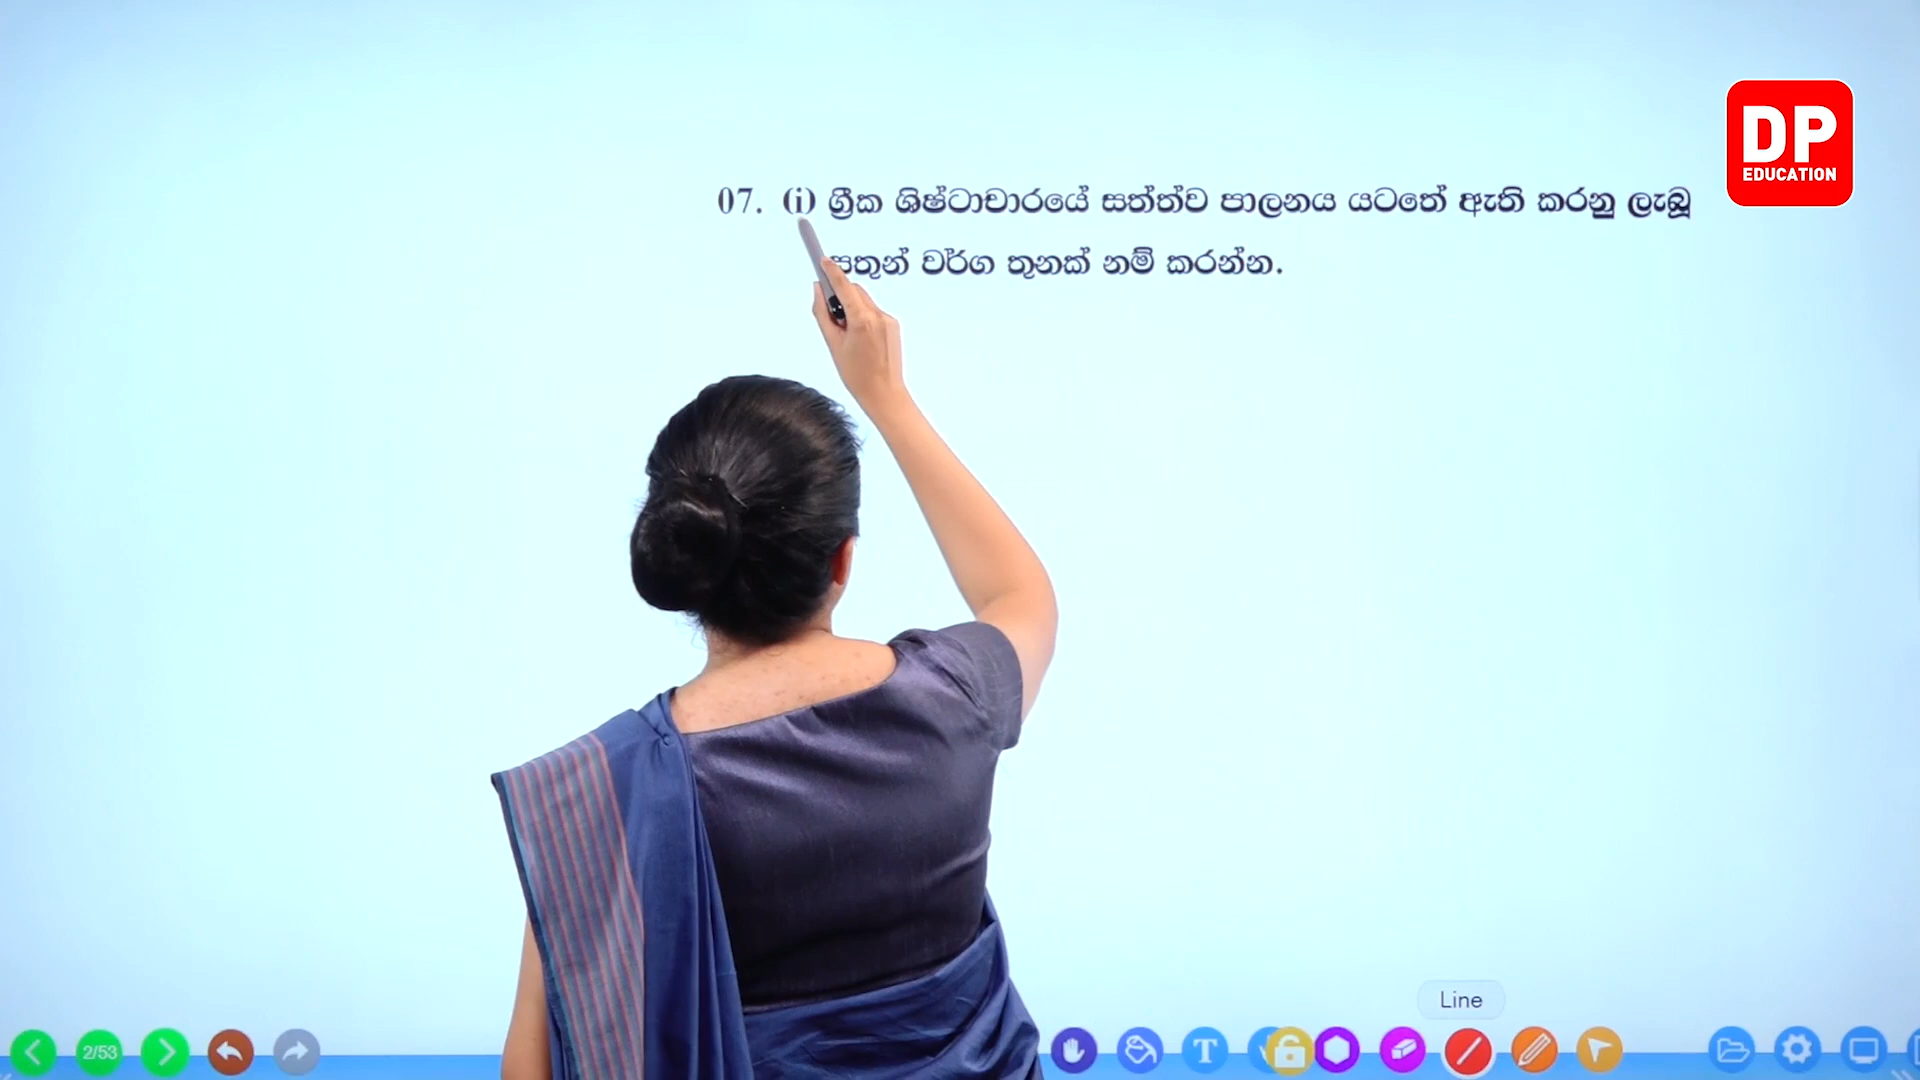 DP
EDUCATION
07. (i) ග්‍රීක ශිෂ්ටාචාරයේ සත්ත්ව පාලනය යටතේ ඇති කරනු ලැබූ
සතුන් වර්ග තුනක් නම් කරන්න.
Line
2/53
T